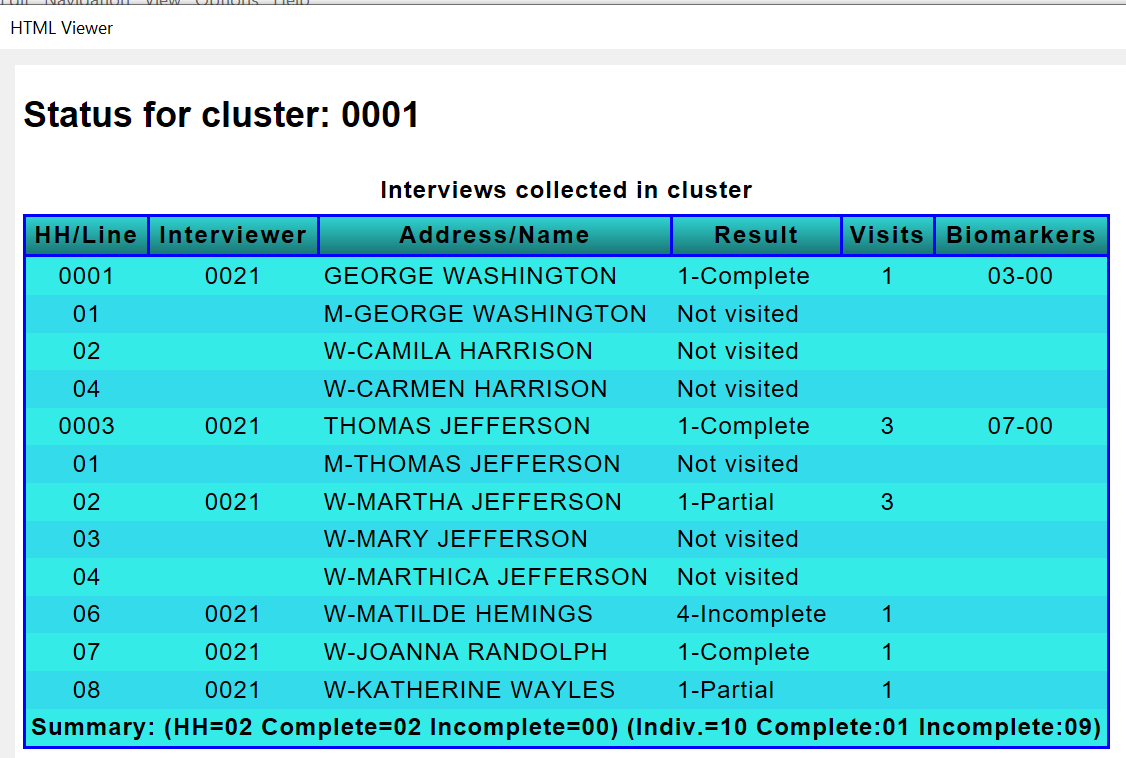 Edit Navigation View Options Help
HTML Viewer
Status for cluster: 0001
Interviews collected in cluster
HH/Line Interviewer Address/Name Result Visits Biomarkers
0001 0021 GEORGE WASHINGTON 1-Complete 1 03-00
01 M-GEORGE WASHINGTON Not visited
02 W-CAMILA HARRISON Not visited
04 W-CARMEN HARRISON Not visited
0003 0021 THOMAS JEFFERSON 1-Complete 3 07-00
01 M-THOMAS JEFFERSON Not visited
02 0021 W-MARTHA JEFFERSON 1-Partial 3
03 W-MARY JEFFERSON Not visited
04 W-MARTHICA JEFFERSON Not visited
06 0021 W-MATILDE HEMINGS 4-Incomplete 1
07 0021 W-JOANNA RANDOLPH 1-Complete 1
08 0021 W-KATHERINE WAYLES 1-Partial 1
Summary: (HH=02 Complete=02 Incomplete=00) (Indiv.=10 Complete:01 Incomplete:09)